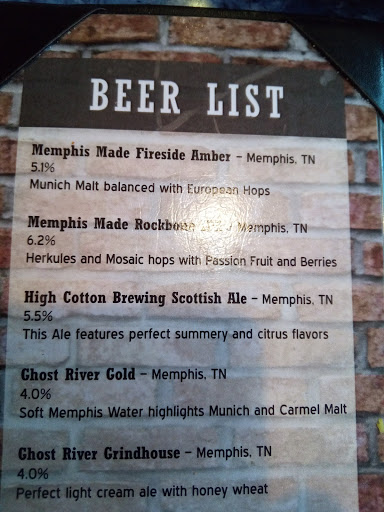 BEER LIST
Memphis Made Fireside Amber – Memphis, TN
5.1%
Munich Malt balanced with European Hops
Memphis Made Rockbone IPA – Memphis, TN
6.2%
Herkules and Mosaic hops with Passion Fruit and Berries
High Cotton Brewing Scottish Ale – Memphis, TN
5.5%
This Ale features perfect summery and citrus flavors
Ghost River Gold – Memphis, TN
4.0%
Soft Memphis Water highlights Munich and Carmel Malt
Ghost River Grindhouse – Memphis, TN
4.0%
Perfect light cream ale with honey wheat